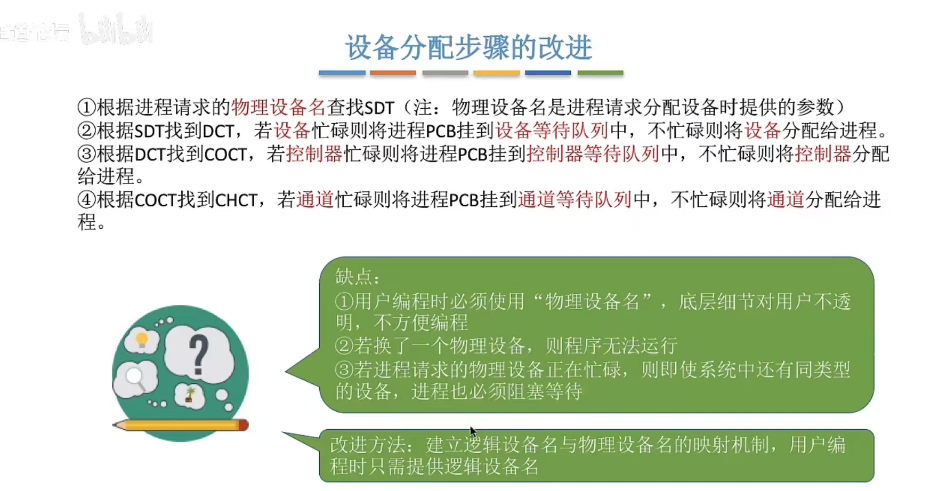 bilibili
设备分配步骤的改进
①根据进程请求的物理设备名查找SDT（注：物理设备名是进程请求分配设备时提供的参数）
②根据SDT找到DCT，若设备忙碌则将进程PCB挂到设备等待队列中，不忙碌则将设备分配给进程。
③根据DCT找到COCT，若控制器忙碌则将进程PCB挂到控制器等待队列中，不忙碌则将控制器分配
给进程。
④根据COCT找到CHCT，若通道忙碌则将进程PCB挂到通道等待队列中，不忙碌则将通道分配给进
程。
缺点：
①用户编程时必须使用“物理设备名”，底层细节对用户不透
明，不方便编程
②若换了一个物理设备，则程序无法运行
③若进程请求的物理设备正在忙碌，则即使系统中还有同类型
的设备，进程也必须阻塞等待
?
改进方法：建立逻辑设备名与物理设备名的映射机制，用户编
程时只需提供逻辑设备名